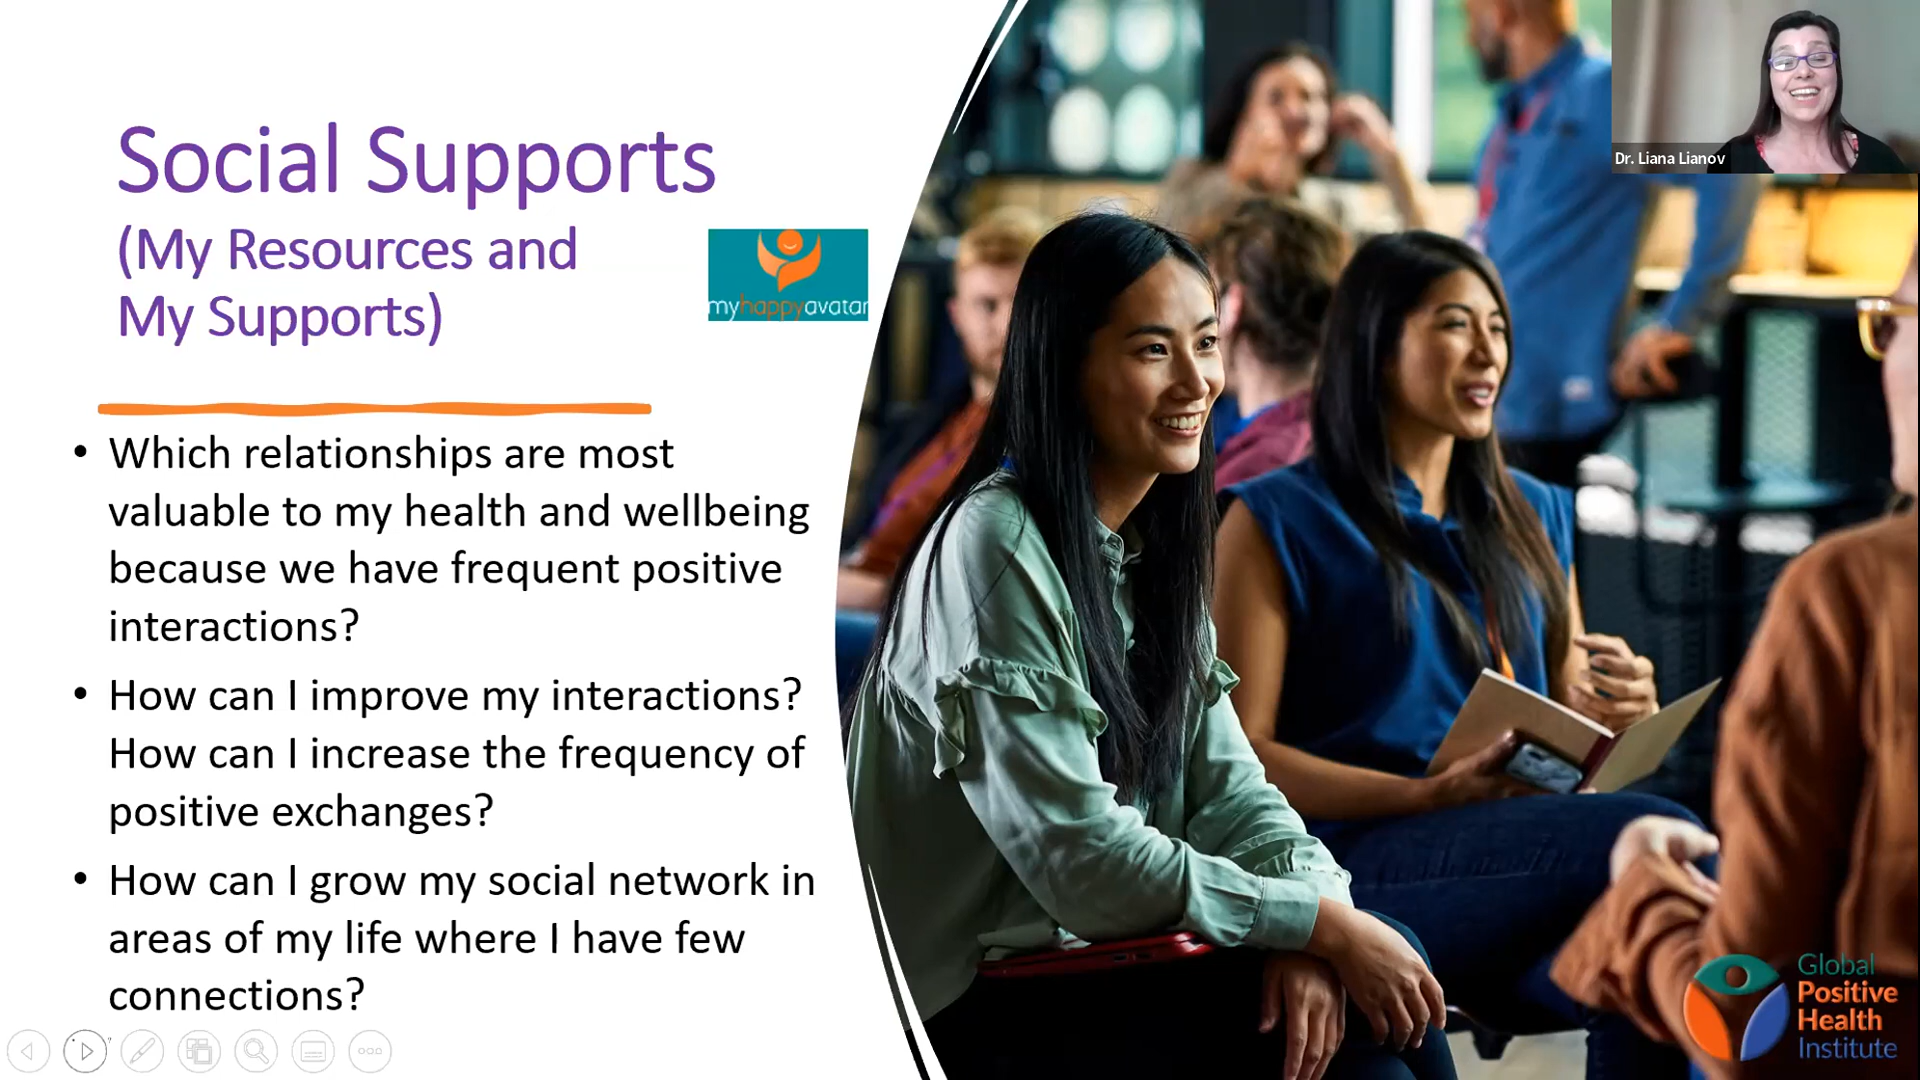 Social Supports
(My Resources and
My Supports)
myhappyavatar
• Which relationships are most
valuable to my health and wellbeing
because we have frequent positive
interactions?
• How can I improve my interactions?
How can I increase the frequency of
positive exchanges?
• How can I grow my social network in
areas of my life where I have few
connections?
Dr. Liana Lianov
Global
Positive
Health
Institute